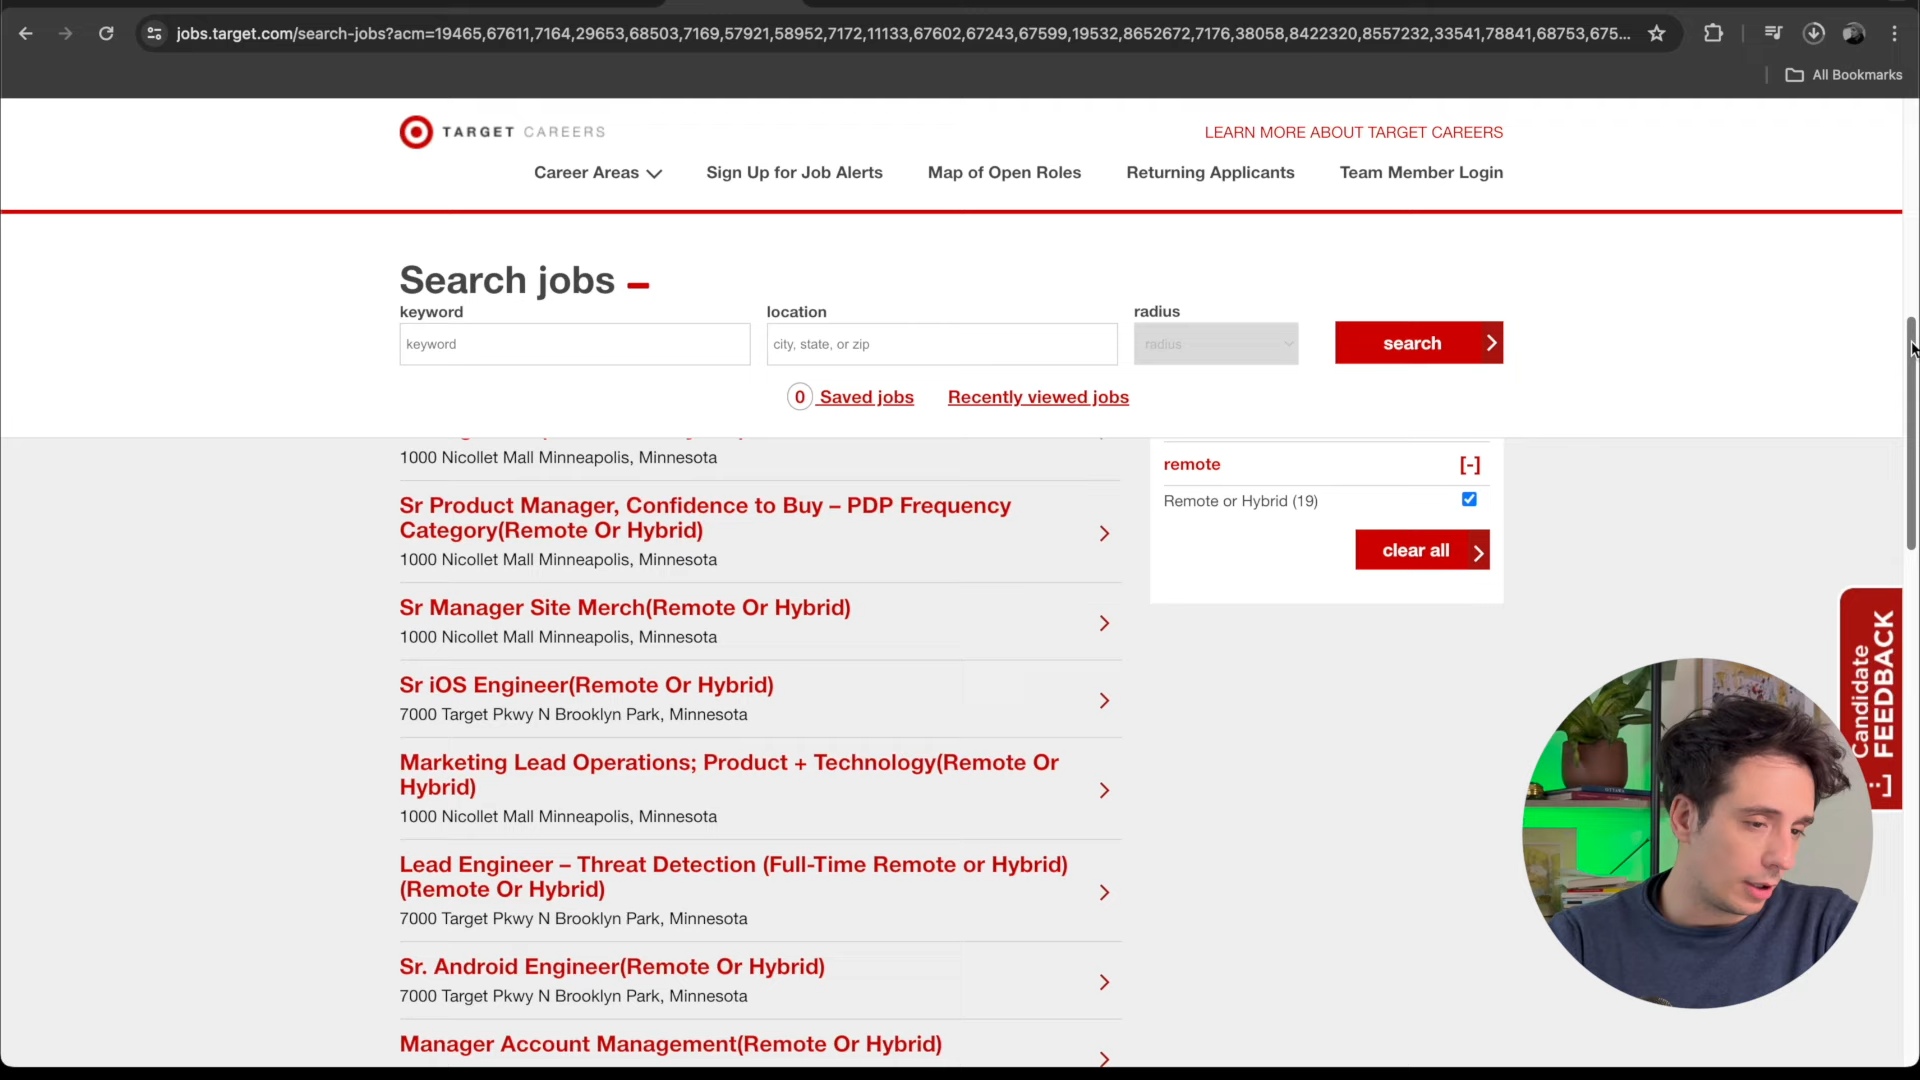 jobs.target.com/search-jobs?acm=19465,67611,7164,29653,68503,7169,57921,58952,7172,11133,67602,67243,67599,19532,8652672,7176,38058,8422320,8557232,33541,78841,68753,675...
All Bookmarks
TARGET CAREERS
LEARN MORE ABOUT TARGET CAREERS
Career Areas
Sign Up for Job Alerts
Map of Open Roles
Returning Applicants
Team Member Login
Search jobs
keyword
location
radius
keyword
city, state, or zip
radius
search
0 Saved jobs
Recently viewed jobs
1000 Nicollet Mall Minneapolis, Minnesota
Sr Product Manager, Confidence to Buy – PDP Frequency
Category(Remote Or Hybrid)
1000 Nicollet Mall Minneapolis, Minnesota
Sr Manager Site Merch(Remote Or Hybrid)
1000 Nicollet Mall Minneapolis, Minnesota
Sr iOS Engineer(Remote Or Hybrid)
7000 Target Pkwy N Brooklyn Park, Minnesota
Marketing Lead Operations; Product + Technology(Remote Or
Hybrid)
1000 Nicollet Mall Minneapolis, Minnesota
Lead Engineer – Threat Detection (Full-Time Remote or Hybrid)
(Remote Or Hybrid)
7000 Target Pkwy N Brooklyn Park, Minnesota
Sr. Android Engineer(Remote Or Hybrid)
7000 Target Pkwy N Brooklyn Park, Minnesota
Manager Account Management(Remote Or Hybrid)
remote
[-]
Remote or Hybrid (19)
clear all
Candidate
FEEDBACK